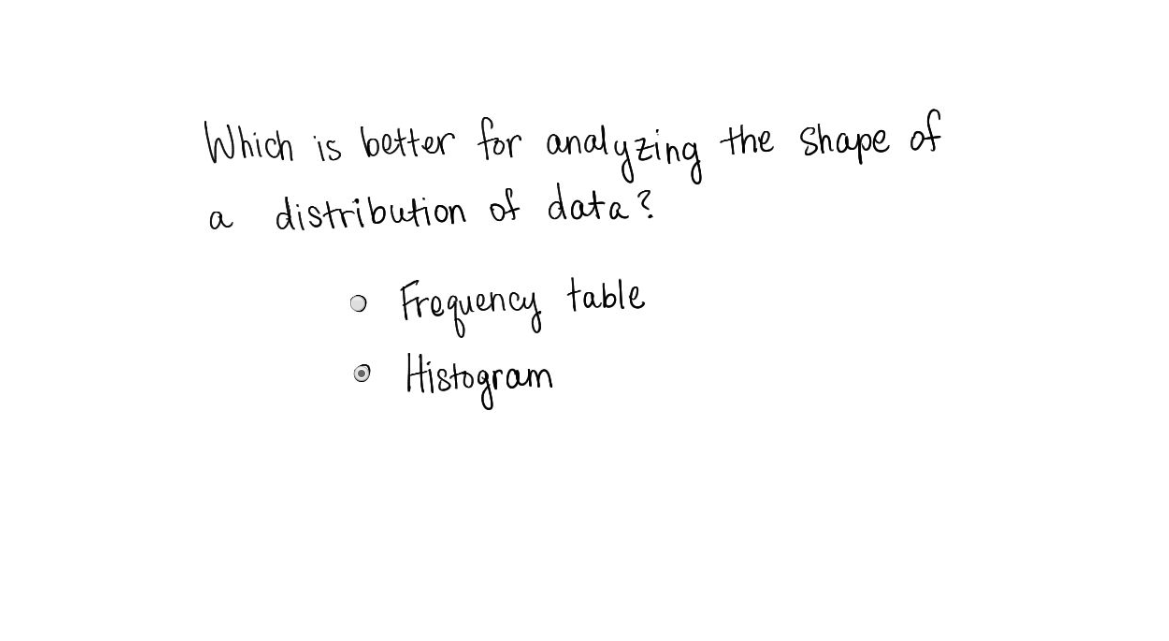 Which is better for analyzing the shape of
a distribution of data?
Frequency table
Histogram